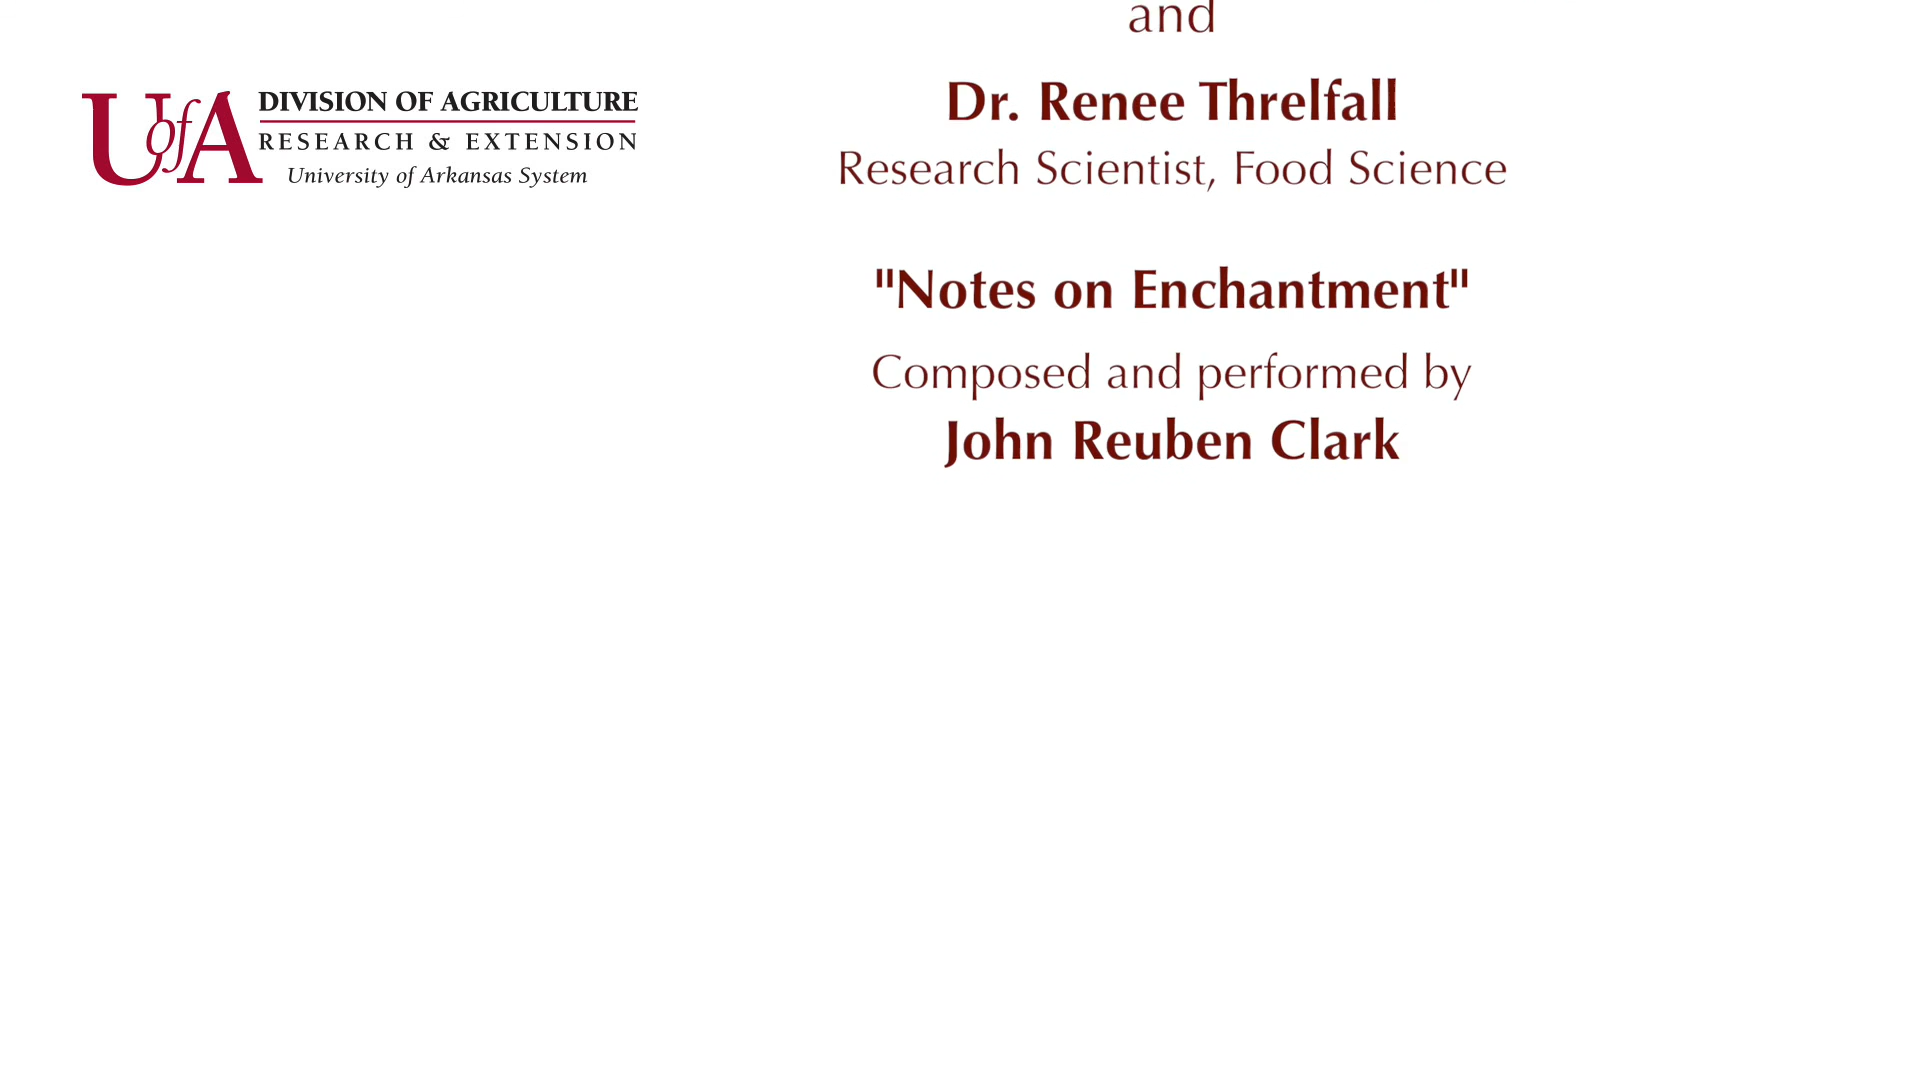 UofA
DIVISION OF AGRICULTURE
RESEARCH & EXTENSION
University of Arkansas System
and
Dr. Renee Threlfall
Research Scientist, Food Science
"Notes on Enchantment"
Composed and performed by
John Reuben Clark